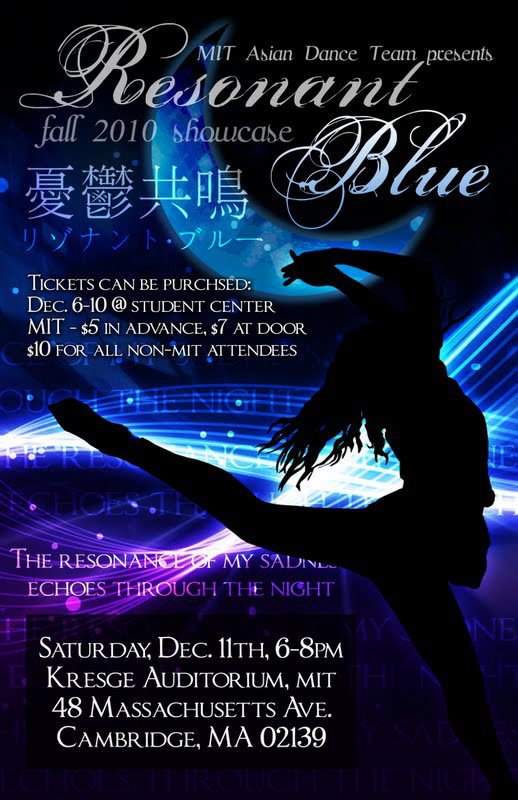 MIT Asian Dance Team presents
Resonant
fall 2010 showcase
Blue
憂鬱共鳴
リゾナント・ブルー
TICKETS CAN BE PURCHSED:
DEC. 6-10 @ STUDENT CENTER
MIT - $5 IN ADVANCE, $7 AT DOOR
$10 FOR ALL NON-MIT ATTENDEES
THE RESONANCE OF MY SADNES
ECHOES THROUGH THE NIGHT
SATURDAY, DEC. 11TH, 6-8PM
KRESGE AUDITORIUM, MIT
48 MASSACHUSETTS AVE.
CAMBRIDGE, MA 02139